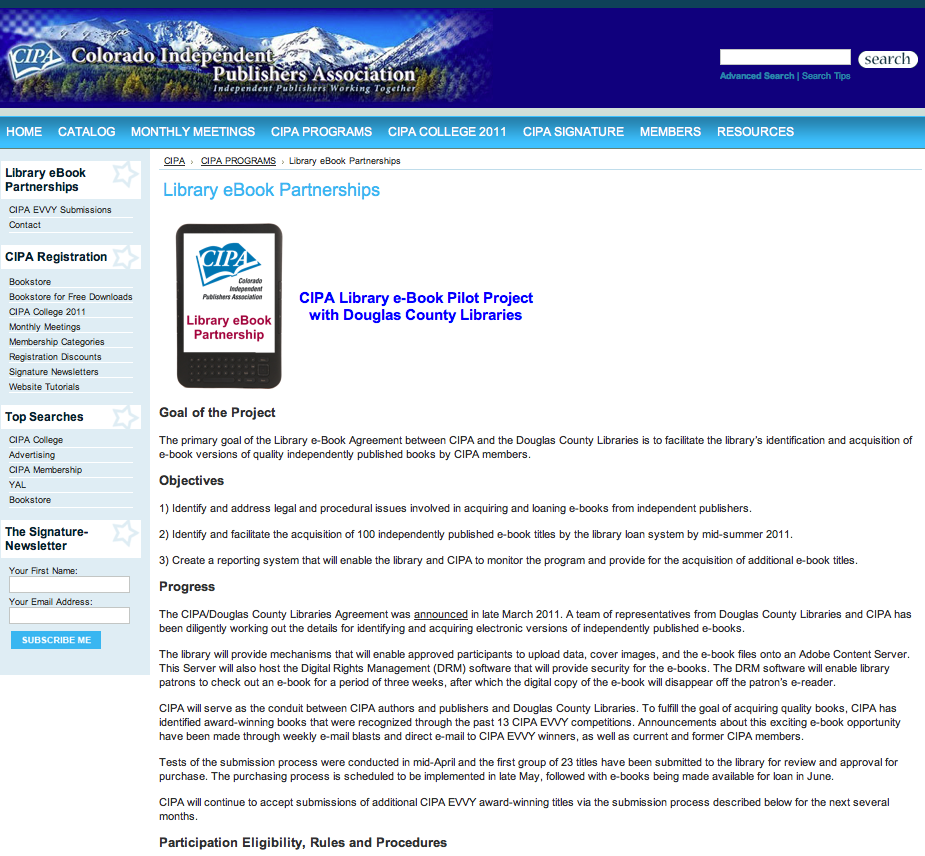 CIPA
Colorado Independent
Publishers Association
Independent Publishers Working Together
search
Advanced Search | Search Tips
HOME CATALOG MONTHLY MEETINGS CIPA PROGRAMS CIPA COLLEGE 2011 CIPA SIGNATURE MEMBERS RESOURCES
Library eBook
Partnerships
CIPA EVVY Submissions
Contact
CIPA Registration
Bookstore
Bookstore for Free Downloads
CIPA College 2011
Monthly Meetings
Membership Categories
Registration Discounts
Signature Newsletters
Website Tutorials
Top Searches
CIPA College
Advertising
CIPA Membership
YAL
Bookstore
The Signature-
Newsletter
Your First Name:
Your Email Address:
SUBSCRIBE ME
CIPA › CIPA PROGRAMS › Library eBook Partnerships
Library eBook Partnerships
CIPA
Colorado
Independent
Publishers Association
Library eBook
Partnership
CIPA Library e-Book Pilot Project
with Douglas County Libraries
Goal of the Project
The primary goal of the Library e-Book Agreement between CIPA and the Douglas County Libraries is to facilitate the library's identification and acquisition of
e-book versions of quality independently published books by CIPA members.
Objectives
1) Identify and address legal and procedural issues involved in acquiring and loaning e-books from independent publishers.
2) Identify and facilitate the acquisition of 100 independently published e-book titles by the library loan system by mid-summer 2011.
3) Create a reporting system that will enable the library and CIPA to monitor the program and provide for the acquisition of additional e-book titles.
Progress
The CIPA/Douglas County Libraries Agreement was announced in late March 2011. A team of representatives from Douglas County Libraries and CIPA has
been diligently working out the details for identifying and acquiring electronic versions of independently published e-books.
The library will provide mechanisms that will enable approved participants to upload data, cover images, and the e-book files onto an Adobe Content Server.
This Server will also host the Digital Rights Management (DRM) software that will provide security for the e-books. The DRM software will enable library
patrons to check out an e-book for a period of three weeks, after which the digital copy of the e-book will disappear off the patron's e-reader.
CIPA will serve as the conduit between CIPA authors and publishers and Douglas County Libraries. To fulfill the goal of acquiring quality books, CIPA has
identified award-winning books that were recognized through the past 13 CIPA EVVY competitions. Announcements about this exciting e-book opportunity
have been made through weekly e-mail blasts and direct e-mail to CIPA EVVY winners, as well as current and former CIPA members.
Tests of the submission process were conducted in mid-April and the first group of 23 titles have been submitted to the library for review and approval for
purchase. The purchasing process is scheduled to be implemented in late May, followed with e-books being made available for loan in June.
CIPA will continue to accept submissions of additional CIPA EVVY award-winning titles via the submission process described below for the next several
months.
Participation Eligibility, Rules and Procedures